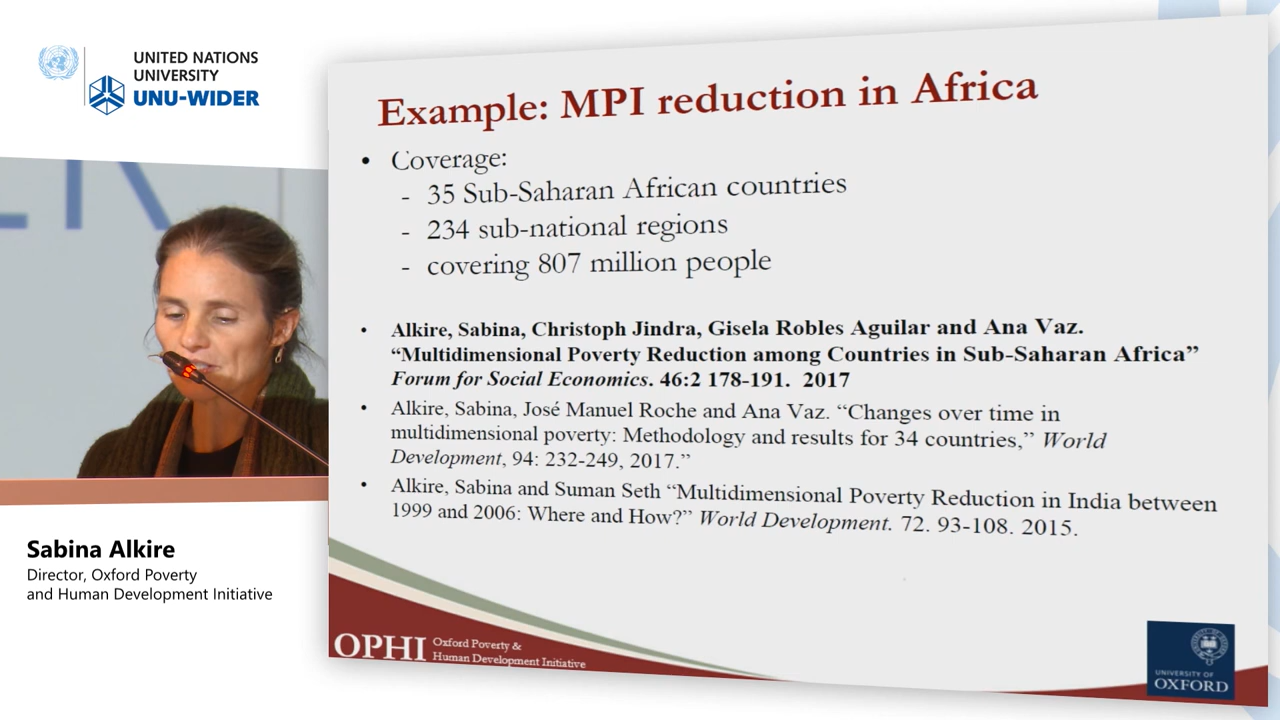 UNITED NATIONS
UNIVERSITY
UNU-WIDER
Sabina Alkire
Director, Oxford Poverty
and Human Development Initiative
Example: MPI reduction in Africa
• Coverage:
- 35 Sub-Saharan African countries
- 234 sub-national regions
- covering 807 million people
• Alkire, Sabina, Christoph Jindra, Gisela Robles Aguilar and Ana Vaz.
“Multidimensional Poverty Reduction among Countries in Sub-Saharan Africa”
Forum for Social Economics. 46:2 178-191. 2017
• Alkire, Sabina, José Manuel Roche and Ana Vaz. “Changes over time in
multidimensional poverty: Methodology and results for 34 countries,” World
Development, 94: 232-249, 2017.”
• Alkire, Sabina and Suman Seth “Multidimensional Poverty Reduction in India between
1999 and 2006: Where and How?” World Development. 72. 93-108. 2015.
OPHI
Oxford Poverty &
Human Development Initiative
UNIVERSITY OF
OXFORD